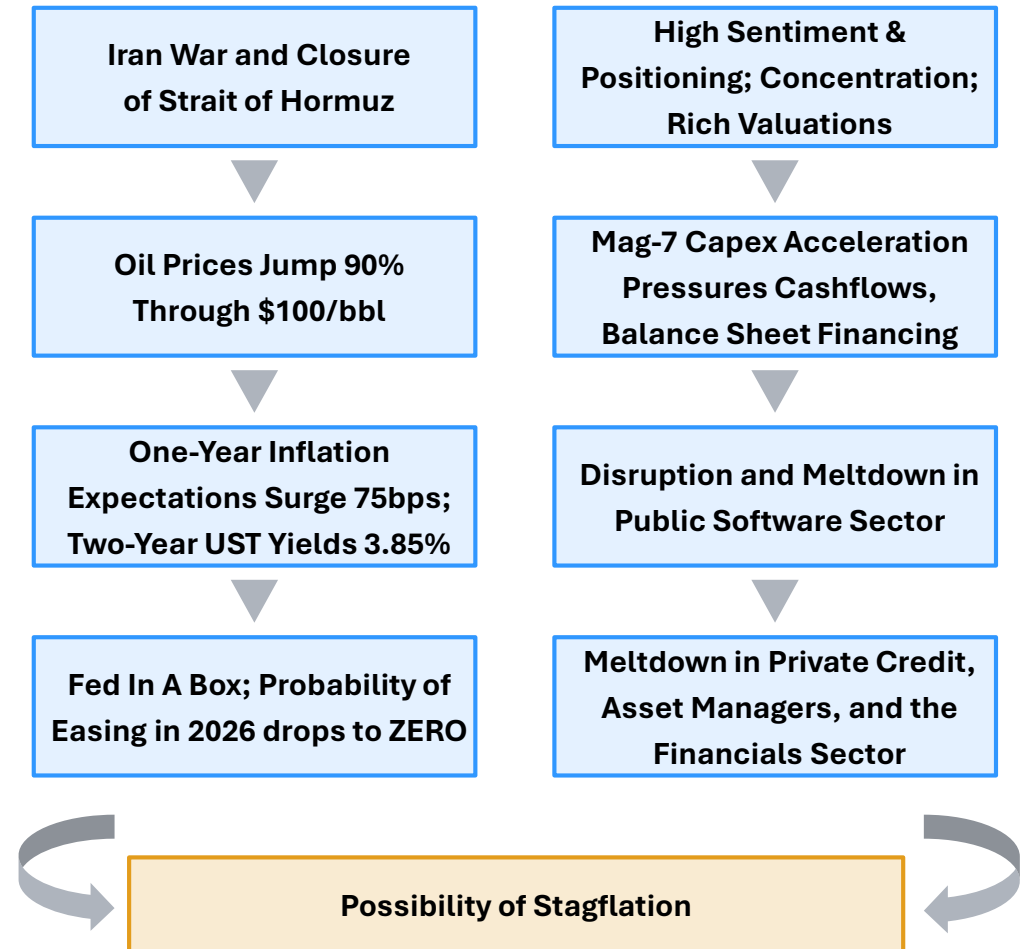 Iran War and Closure
of Strait of Hormuz
Oil Prices Jump 90%
Through $100/bbl
One-Year Inflation
Expectations Surge 75bps;
Two-Year UST Yields 3.85%
Fed In A Box; Probability of
Easing in 2026 drops to ZERO
High Sentiment &
Positioning; Concentration;
Rich Valuations
Mag-7 Capex Acceleration
Pressures Cashflows,
Balance Sheet Financing
Disruption and Meltdown in
Public Software Sector
Meltdown in Private Credit,
Asset Managers, and the
Financials Sector
Possibility of Stagflation